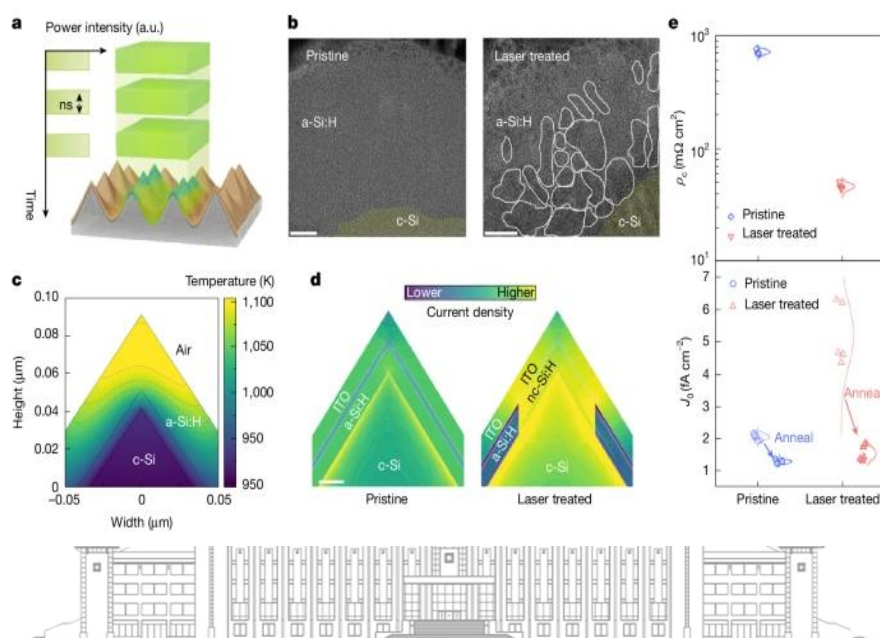 a
Power intensity (a.u.)
ns
Time
b
Pristine
a-Si:H
c-Si
Laser treated
a-Si:H
c-Si
c
Temperature (K)
0.10
0.08
0.06
0.04
0.02
0
Height (μm)
−0.05
0
0.05
Width (μm)
Air
a-Si:H
c-Si
1,100
1,050
1,000
950
950
d
Lower
Higher
Current density
ITO
a-Si:H
c-Si
Pristine
ITO
nc-Si:H
ITO
a-Si:H
c-Si
Laser treated
e
10³
10²
10¹
ρc (mΩ cm²)
Pristine
Laser treated
7
6
5
4
3
2
1
J₀ (fA cm⁻²)
Pristine
Laser treated
Anneal
Anneal
Pristine
Laser treated